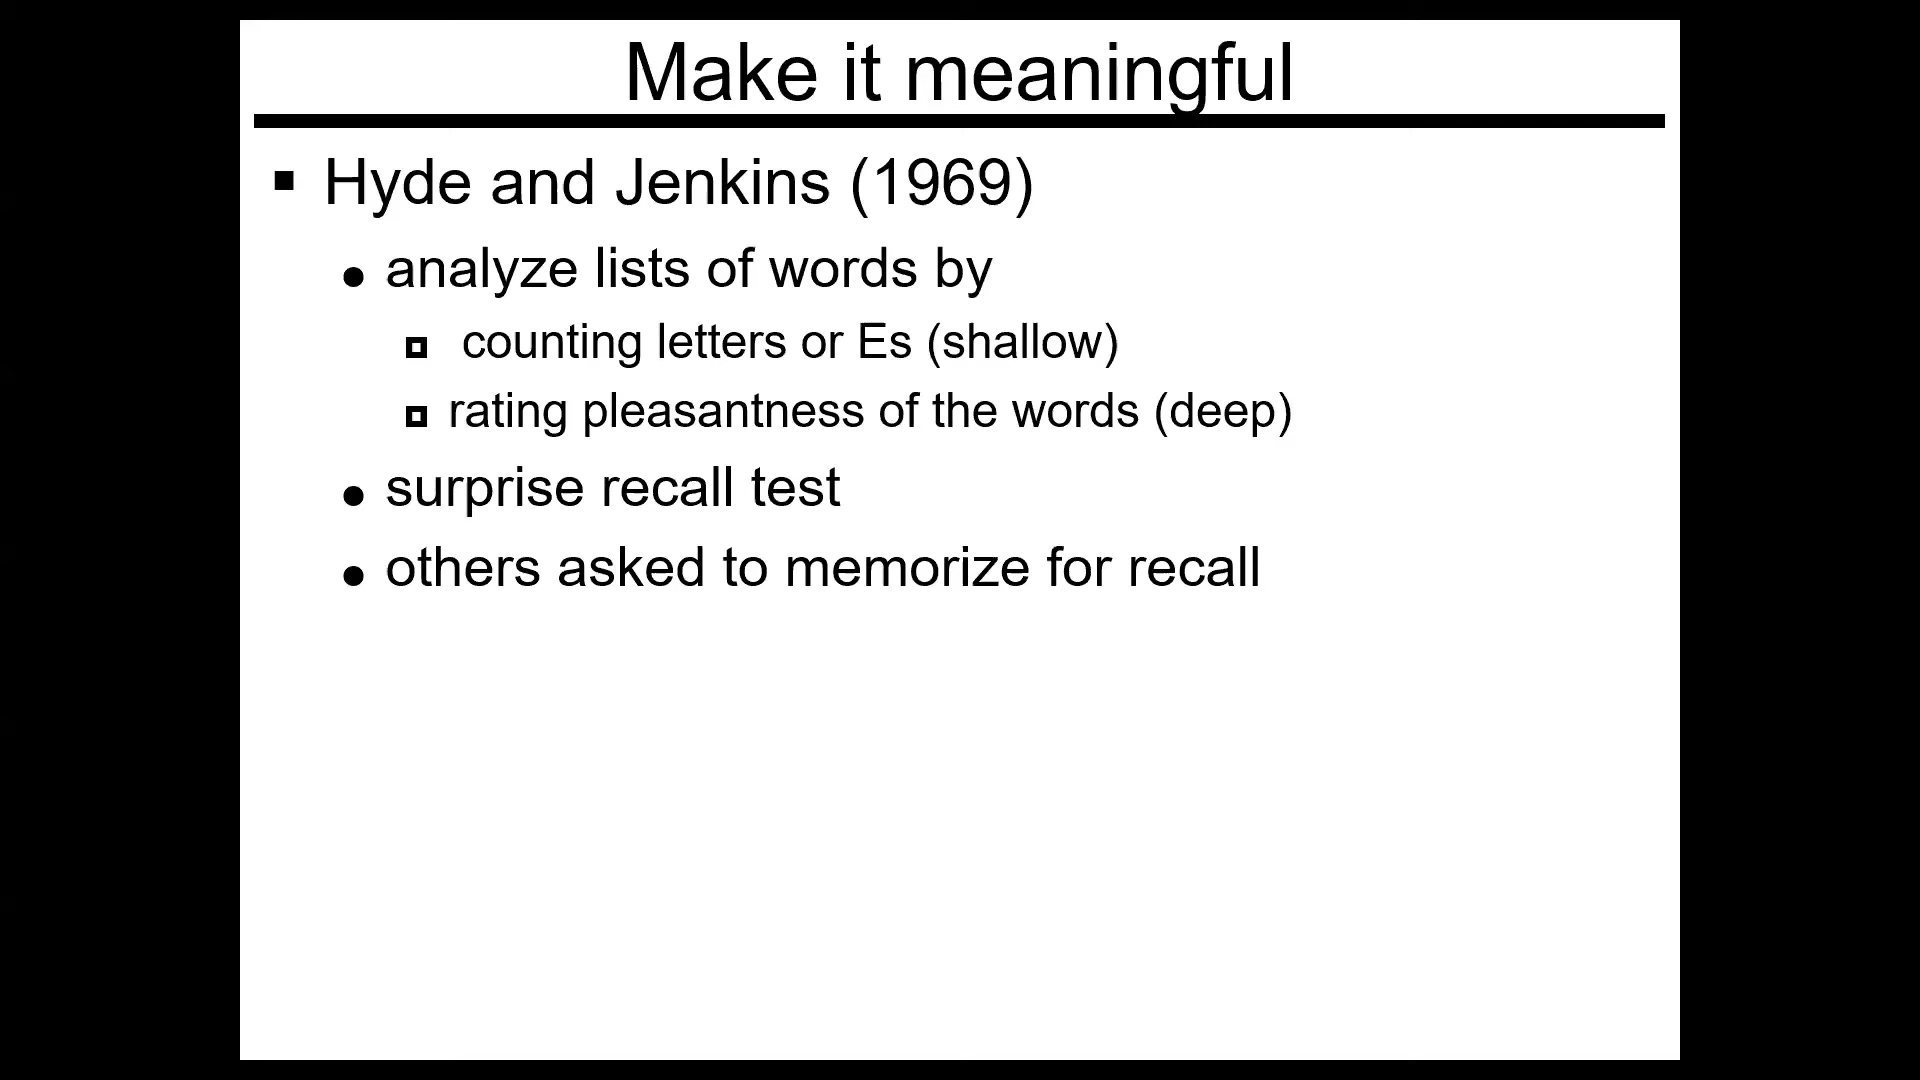 Make it meaningful
▪ Hyde and Jenkins (1969)
● analyze lists of words by
◘ counting letters or Es (shallow)
◘ rating pleasantness of the words (deep)
● surprise recall test
● others asked to memorize for recall